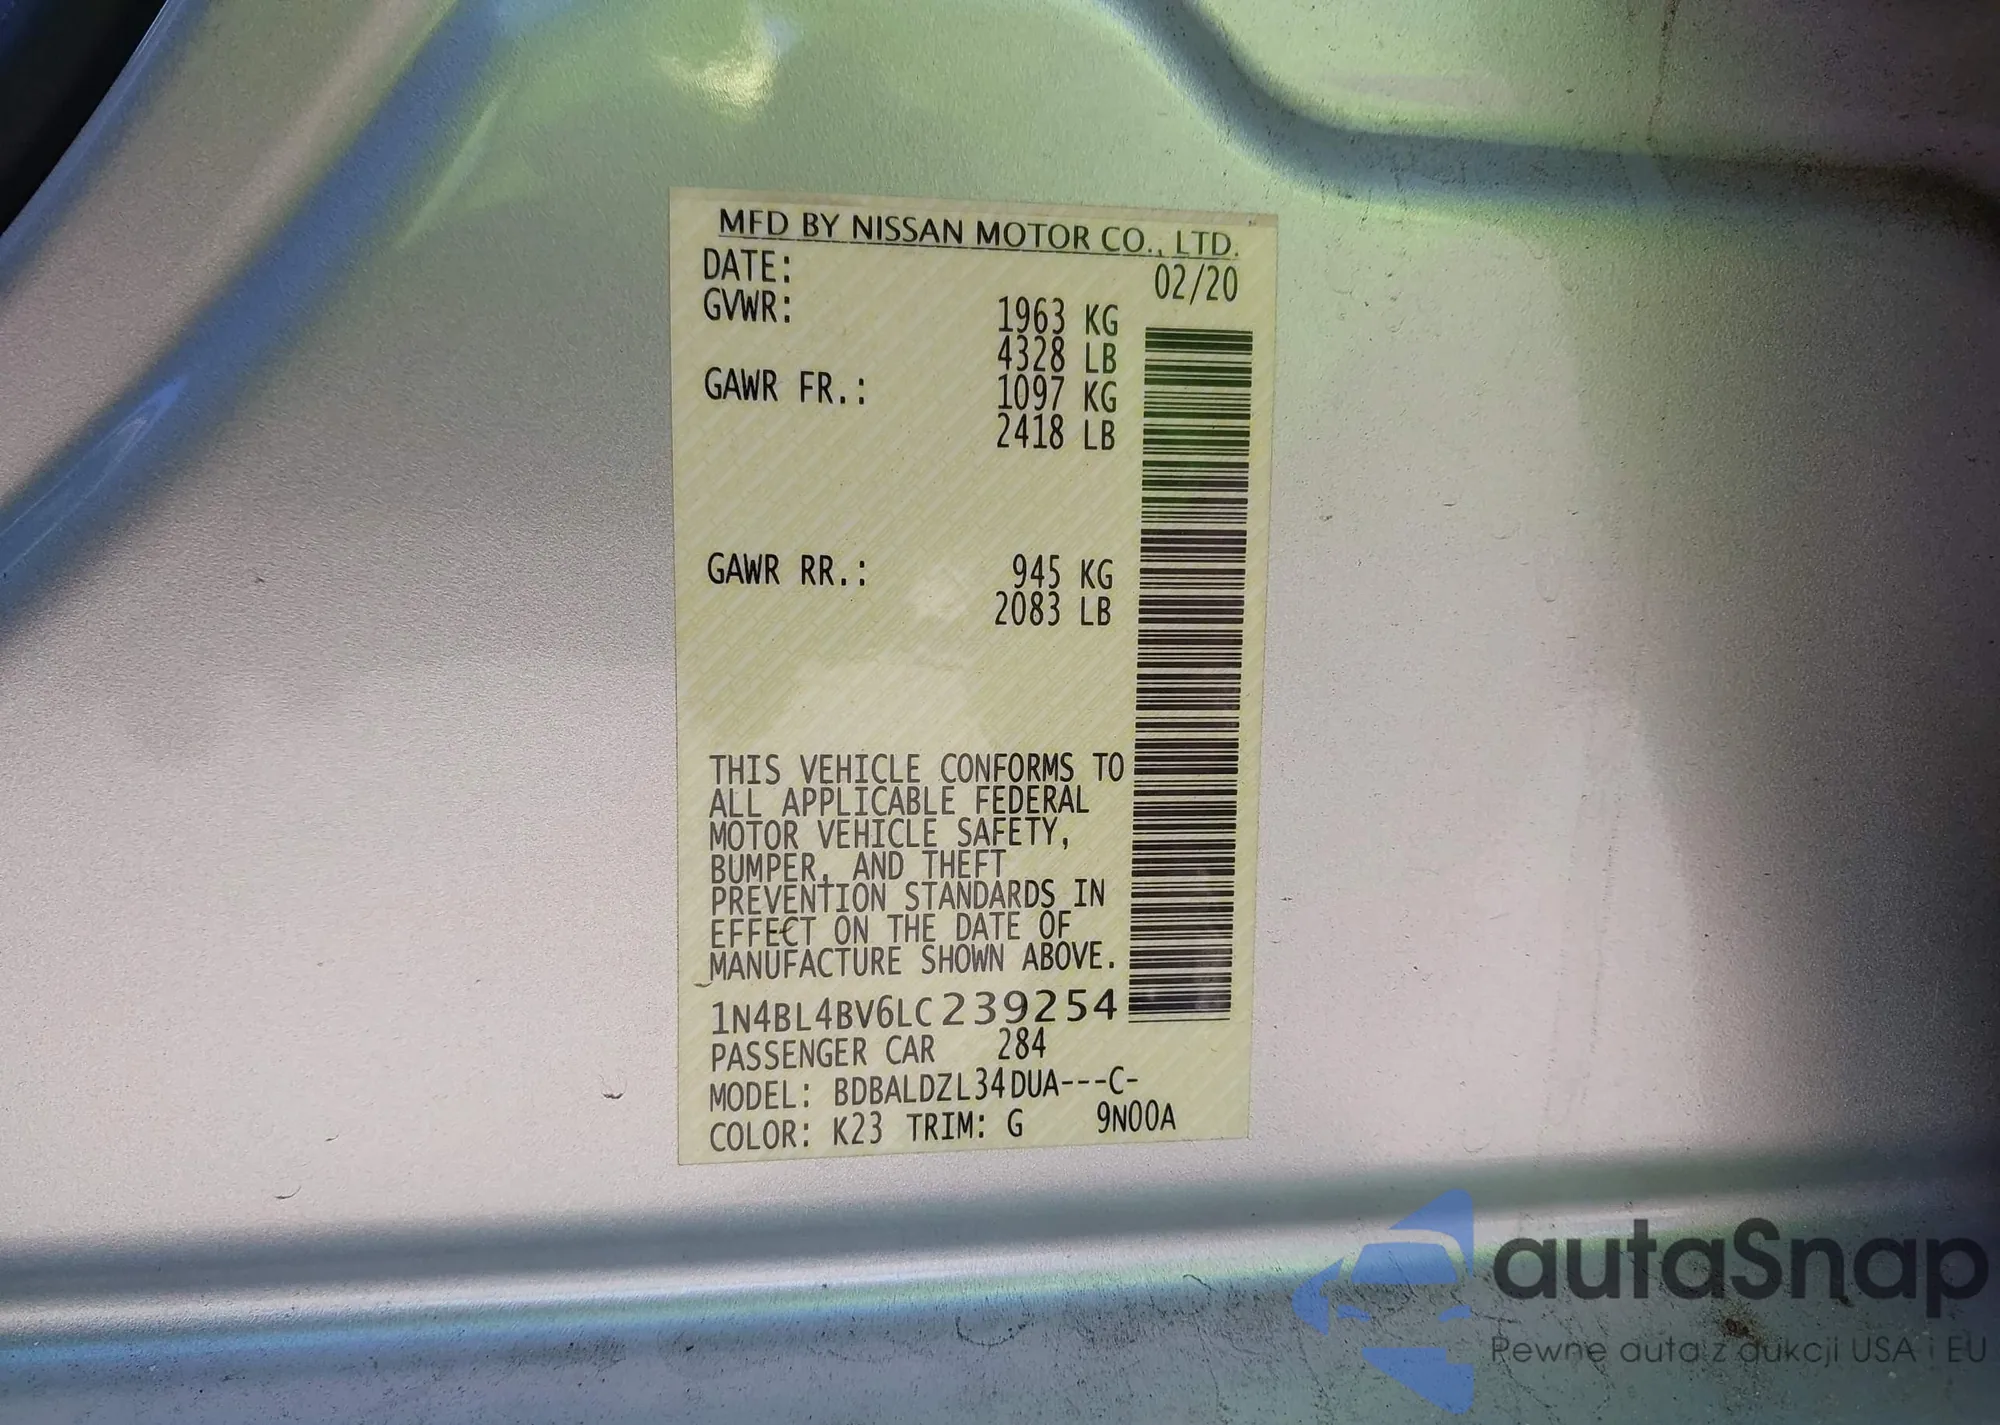 MFD BY NISSAN MOTOR CO., LTD.
DATE: 02/20
GVWR: 1963 KG
4328 LB
GAWR FR.: 1097 KG
2418 LB
GAWR RR.: 945 KG
2083 LB
THIS VEHICLE CONFORMS TO
ALL APPLICABLE FEDERAL
MOTOR VEHICLE SAFETY,
BUMPER, AND THEFT
PREVENTION STANDARDS IN
EFFECT ON THE DATE OF
MANUFACTURE SHOWN ABOVE.
1N4BL4BV6LC239254
PASSENGER CAR 284
MODEL: BDBALDZL34DUA---C-
COLOR: K23 TRIM: G 9N00A
autaSnap
Pewne auta z aukcji USA i EU